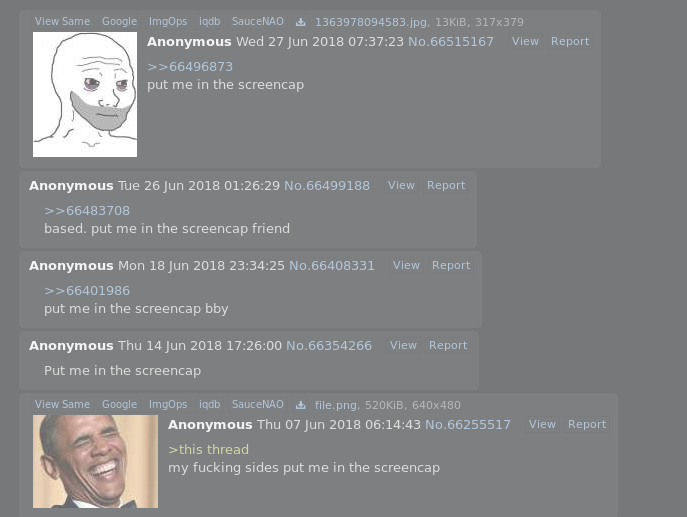 View Same Google ImgOps iqdb SauceNAO 1363978094583.jpg, 13KiB, 317x379
Anonymous Wed 27 Jun 2018 07:37:23 No.66515167 View Report
>>66496873
put me in the screencap
Anonymous Tue 26 Jun 2018 01:26:29 No.66499188 View Report
>>66483708
based. put me in the screencap friend
Anonymous Mon 18 Jun 2018 23:34:25 No.66408331 View Report
>>66401986
put me in the screencap bby
Anonymous Thu 14 Jun 2018 17:26:00 No.66354266 View Report
Put me in the screencap
View Same Google ImgOps iqdb SauceNAO file.png, 520KiB, 640x480
Anonymous Thu 07 Jun 2018 06:14:43 No.66255517 View Report
>this thread
my fucking sides put me in the screencap